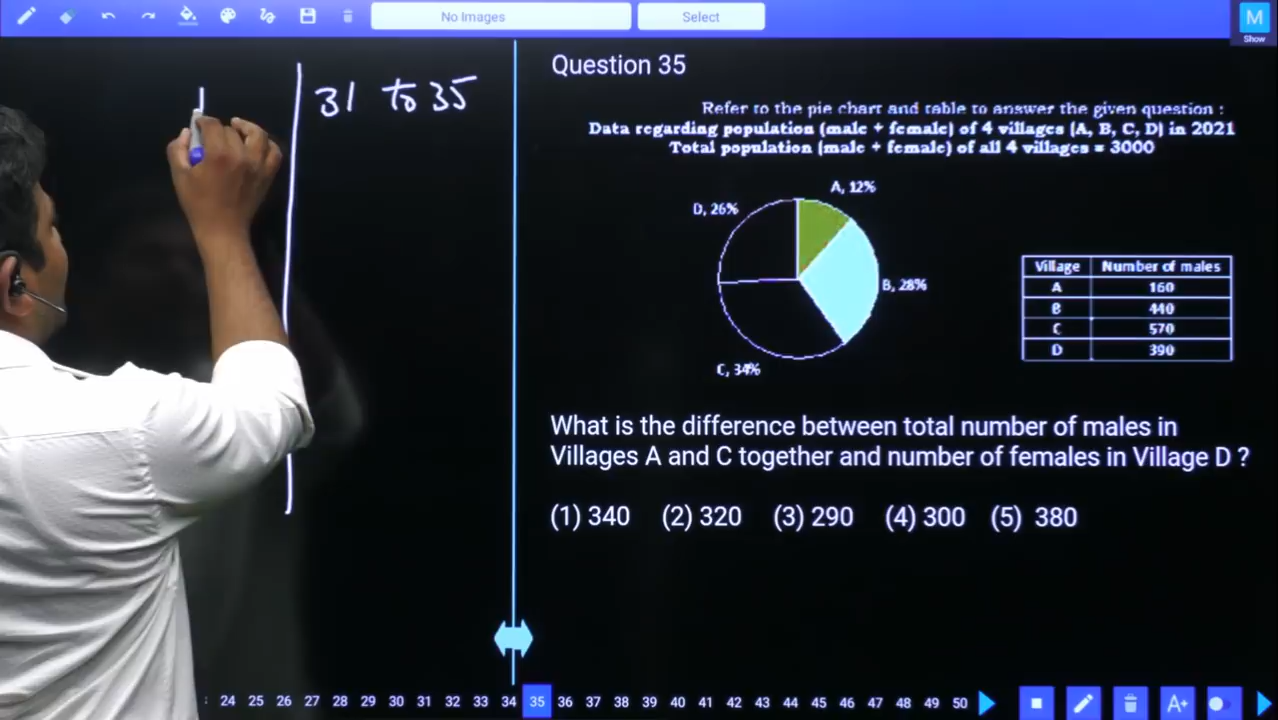 No Images
Select
M
Show
31 to 35
Question 35
Refer to the pie chart and table to answer the given question :
Data regarding population (male + female) of 4 villages (A, B, C, D) in 2021
Total population (male + female) of all 4 villages = 3000
A, 12%
D, 26%
B, 28%
C, 34%
Village Number of males
A 160
B 440
C 570
D 390
What is the difference between total number of males in
Villages A and C together and number of females in Village D ?
(1) 340 (2) 320 (3) 290 (4) 300 (5) 380
24 25 26 27 28 29 30 31 32 33 34 35 36 37 38 39 40 41 42 43 44 45 46 47 48 49 50
A+